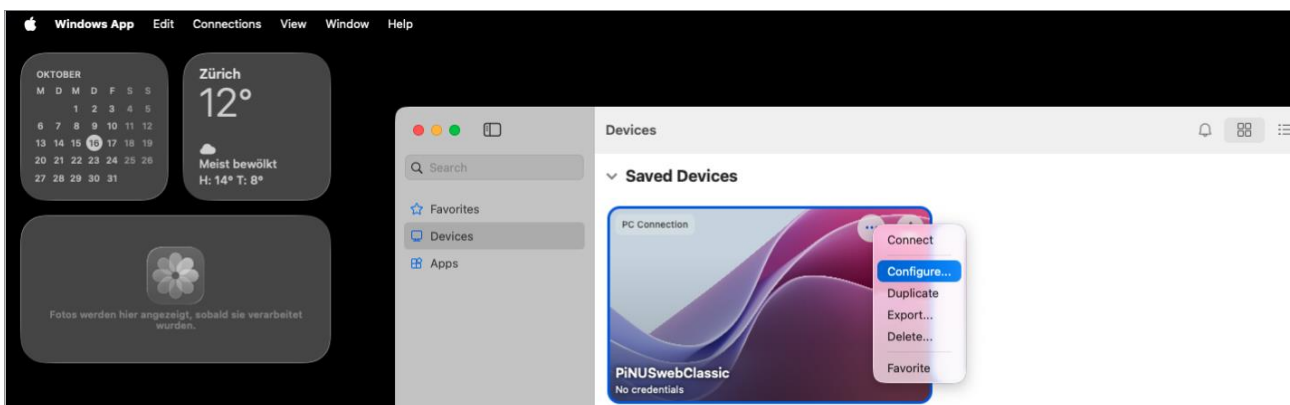 Windows App Edit Connections View Window Help
OKTOBER
M D M D F S S
1 2 3 4 5
6 7 8 9 10 11 12
13 14 15 16 17 18 19
20 21 22 23 24 25 26
27 28 29 30 31
Zürich
12°
Meist bewölkt
H: 14° T: 8°
Fotos werden hier angezeigt, sobald sie verarbeitet
wurden.
Search
Favorites
Devices
Apps
Devices
Saved Devices
PC Connection
PiNUSwebClassic
No credentials
Connect
Configure...
Duplicate
Export...
Delete...
Favorite